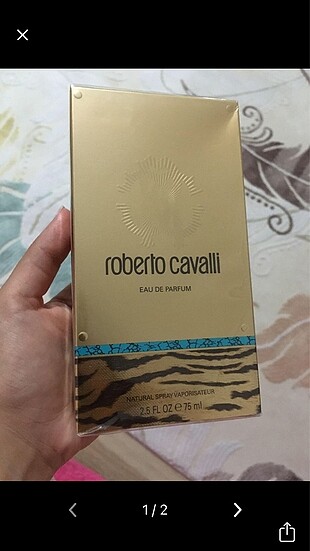 roberto cavalli
EAU DE PARFUM
NATURAL SPRAY VAPORISATEUR
2.5 FL OZ ℮ 75 ml
1/2